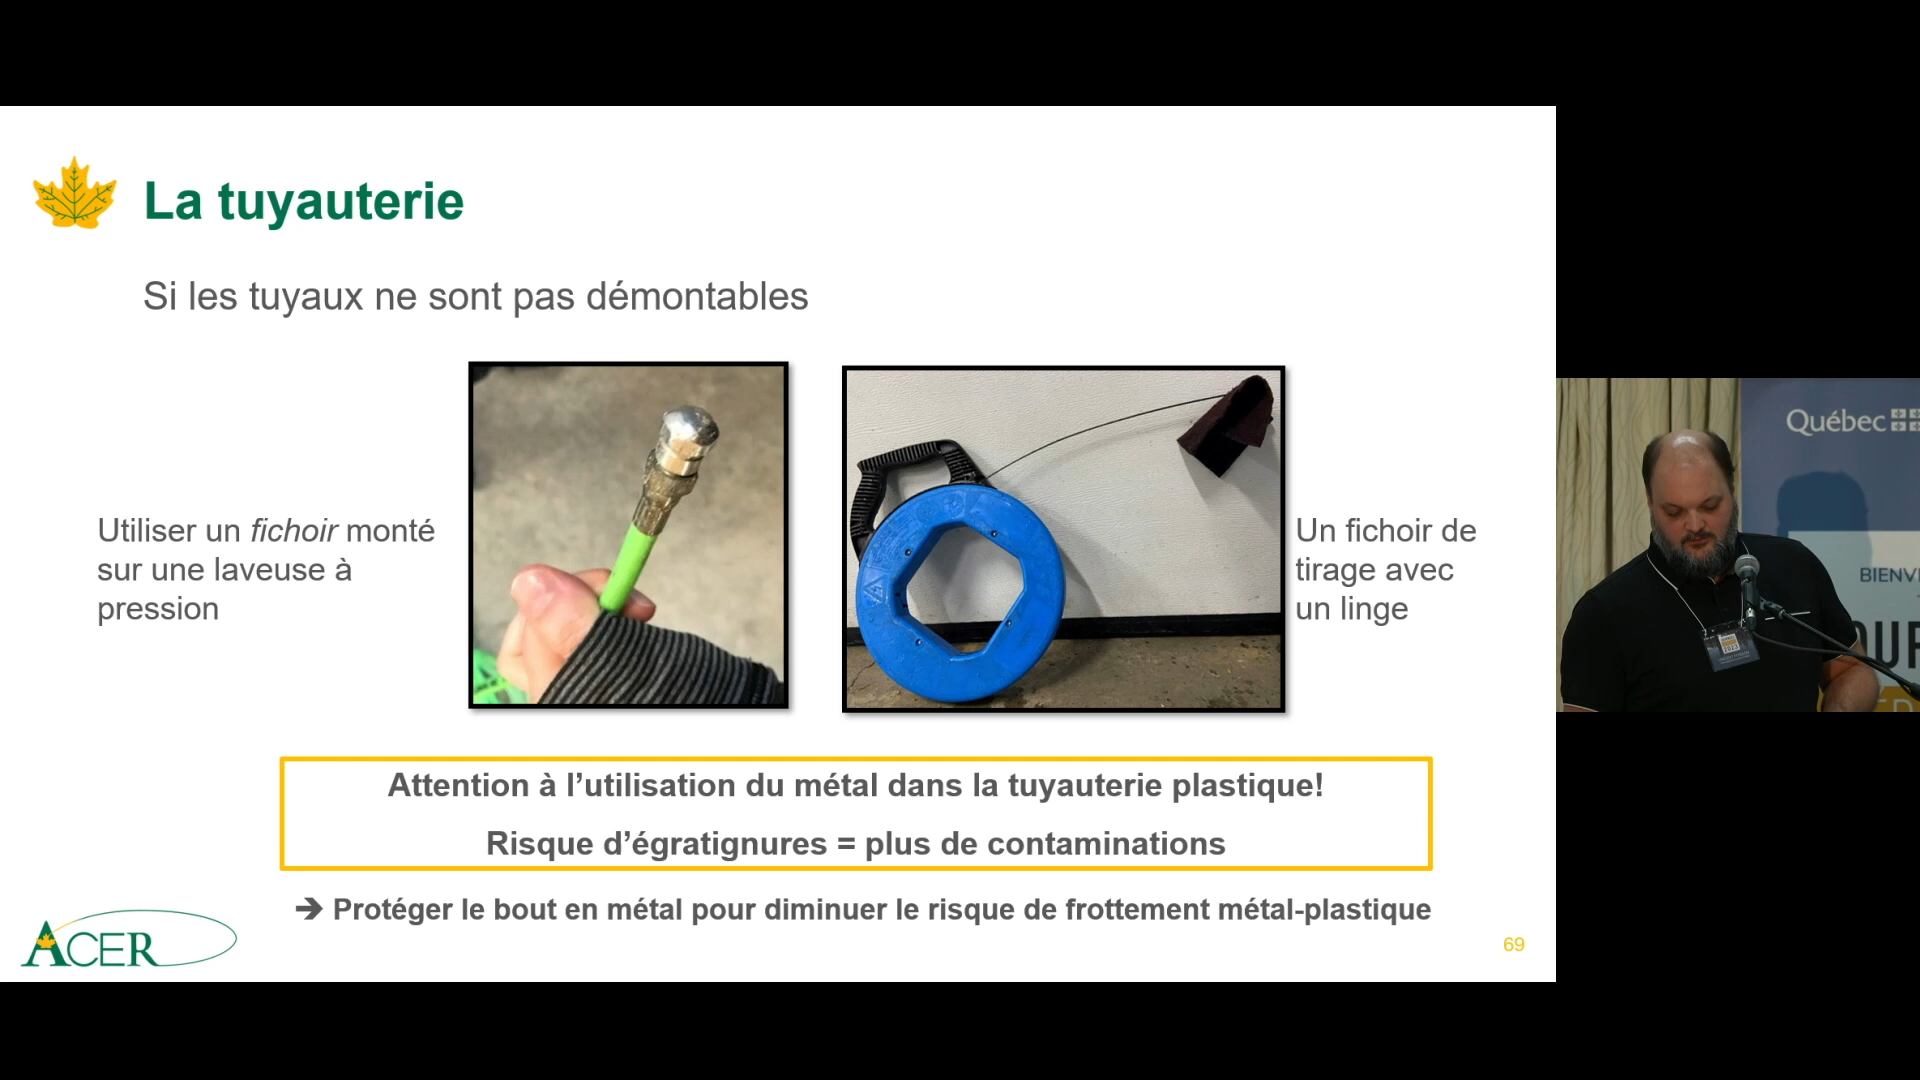 La tuyauterie
Si les tuyaux ne sont pas démontables
Utiliser un fichoir monté
sur une laveuse à
pression
Un fichoir de
tirage avec
un linge
Attention à l’utilisation du métal dans la tuyauterie plastique!
Risque d’égratignures = plus de contaminations
➔ Protéger le bout en métal pour diminuer le risque de frottement métal-plastique
ACER
69
Québec
BIENV